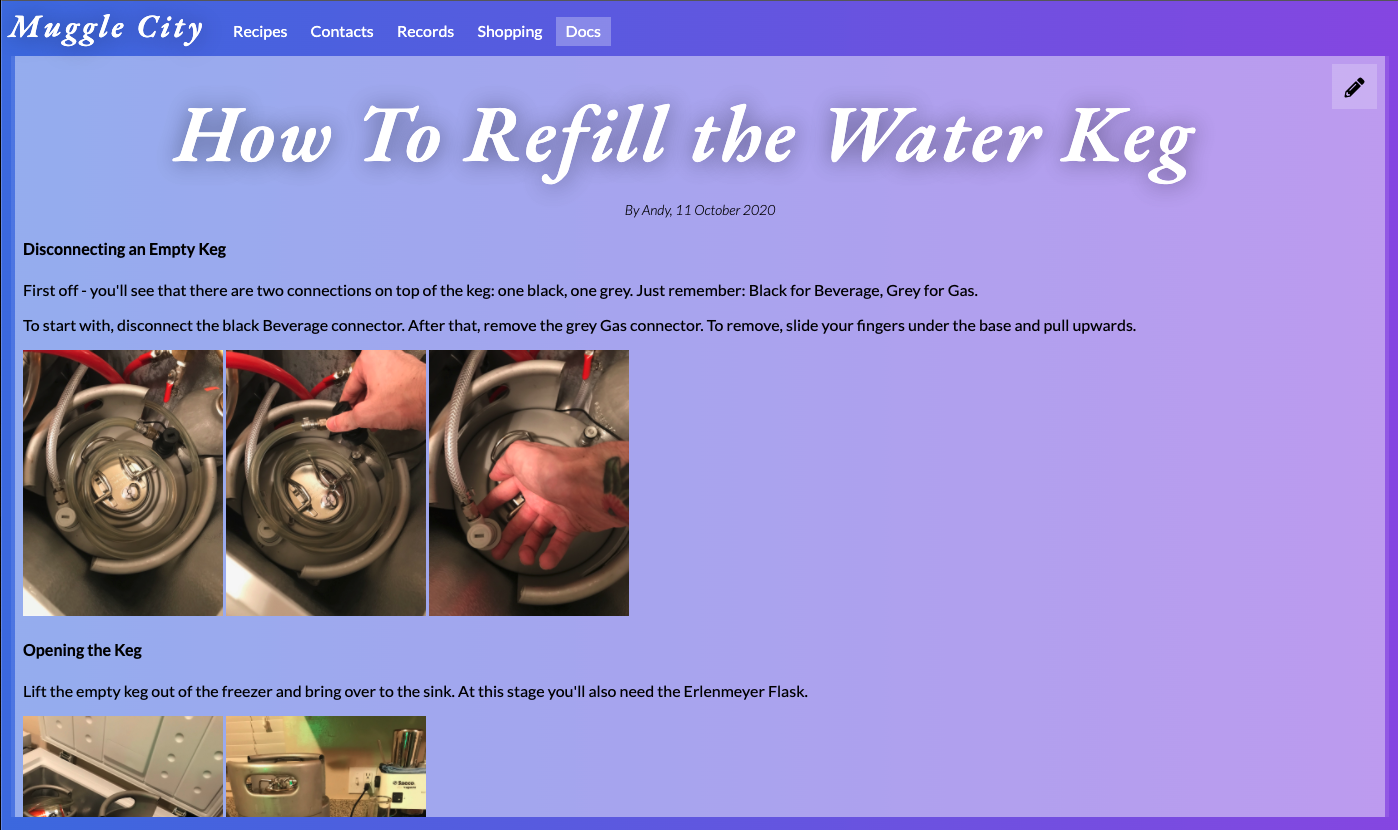 Muggle City
Recipes Contacts Records Shopping Docs
How To Refill the Water Keg
By Andy, 11 October 2020
Disconnecting an Empty Keg
First off - you'll see that there are two connections on top of the keg: one black, one grey. Just remember: Black for Beverage, Grey for Gas.
To start with, disconnect the black Beverage connector. After that, remove the grey Gas connector. To remove, slide your fingers under the base and pull upwards.
Opening the Keg
Lift the empty keg out of the freezer and bring over to the sink. At this stage you'll also need the Erlenmeyer Flask.